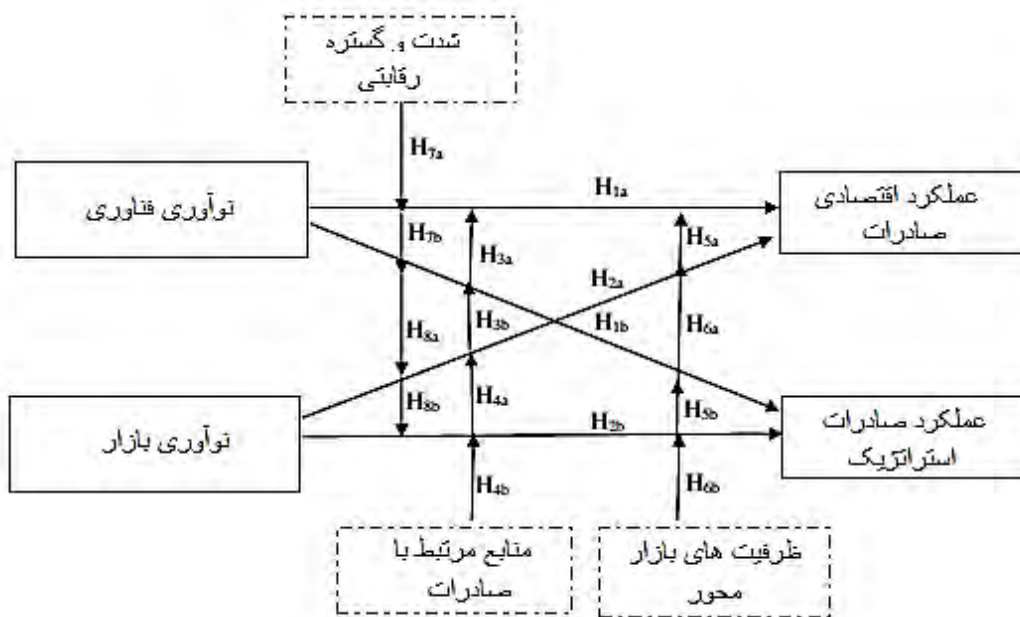 شدت و گستره
رقابتی
H7a
نوآوری فناوری
H1a
عملکرد اقتصادی
صادرات
H7b
H3a
H5a
H2a
H8a
H3b
H1b
H6a
نوآوری بازار
H8b
H4a
H2b
H5b
عملکرد صادرات
استراتژیک
H4b
H6b
منابع مرتبط با
صادرات
ظرفیت های بازار
محور